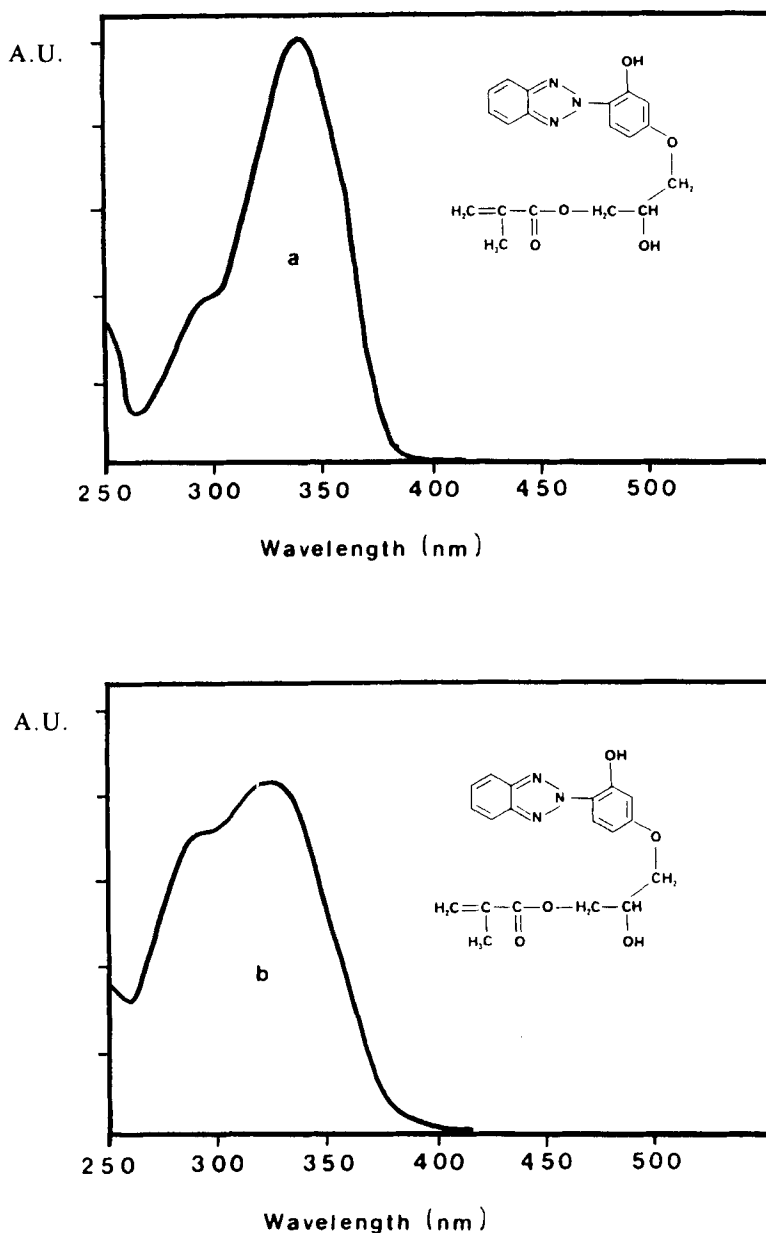 A.U.
OH
N
N
N
O
CH₂
H₂C=C—C—O—H₂C—CH
H₃C
O
OH
a
250 300 350 400 450 500
Wavelength (nm)
A.U.
OH
N
N
N
O
CH₂
H₂C=C—C—O—H₂C—CH
H₃C
O
OH
b
250 300 350 400 450 500
Wavelength (nm)